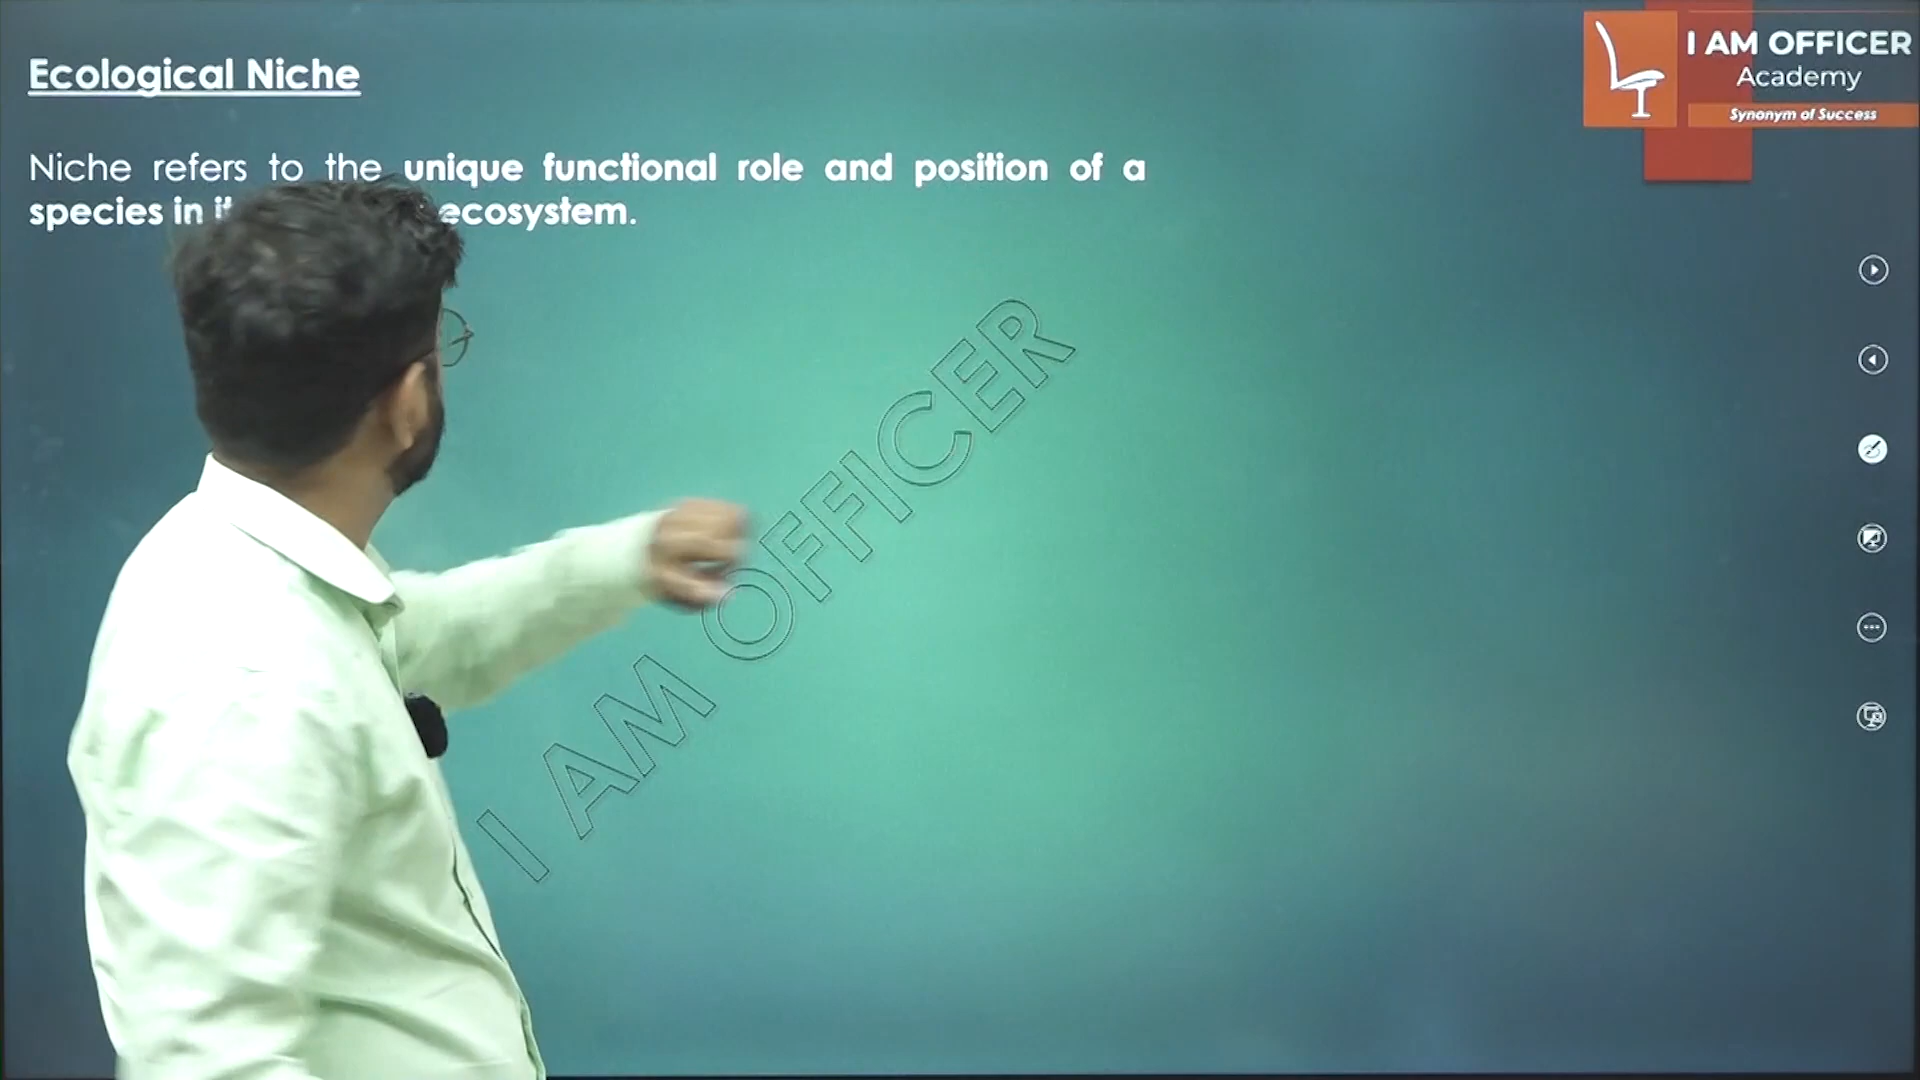 Ecological Niche
I AM OFFICER
Academy
Synonym of Success
Niche refers to the unique functional role and position of a
species in ecosystem.
I AM OFFICER